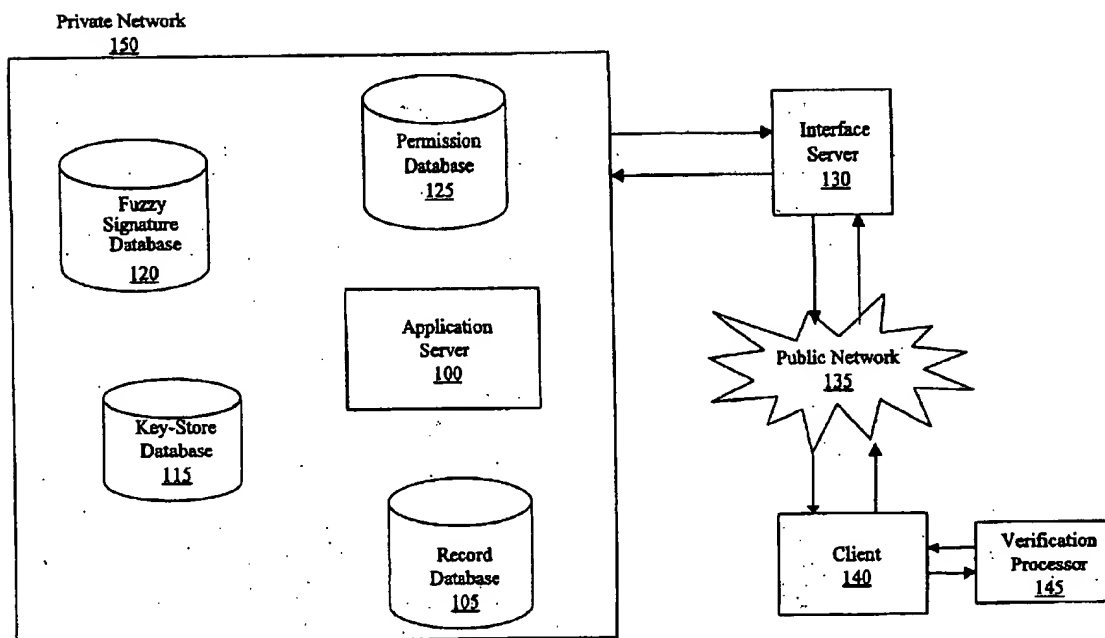 Private Network
150
Permission
Database
125
Fuzzy
Signature
Database
120
Application
Server
100
Key-Store
Database
115
Record
Database
105
Interface
Server
130
Public Network
135
Client
140
Verification
Processor
145